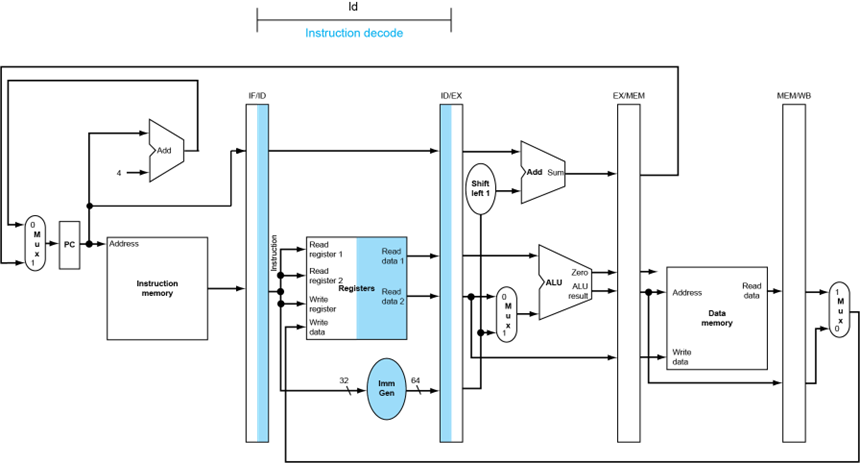 Id
Instruction decode
IF/ID
ID/EX
EX/MEM
MEM/WB
Add
4
Add Sum
Shift
left 1
0
M
u
x
1
PC
Address
Instruction
memory
Instruction
Read
register 1
Read
register 2
Write
register
Write
data
Registers
Read
data 1
Read
data 2
0
M
u
x
1
ALU
Zero
ALU
result
Address
Write
data
Data
memory
Read
data
1
M
u
x
0
32
Imm
Gen
64